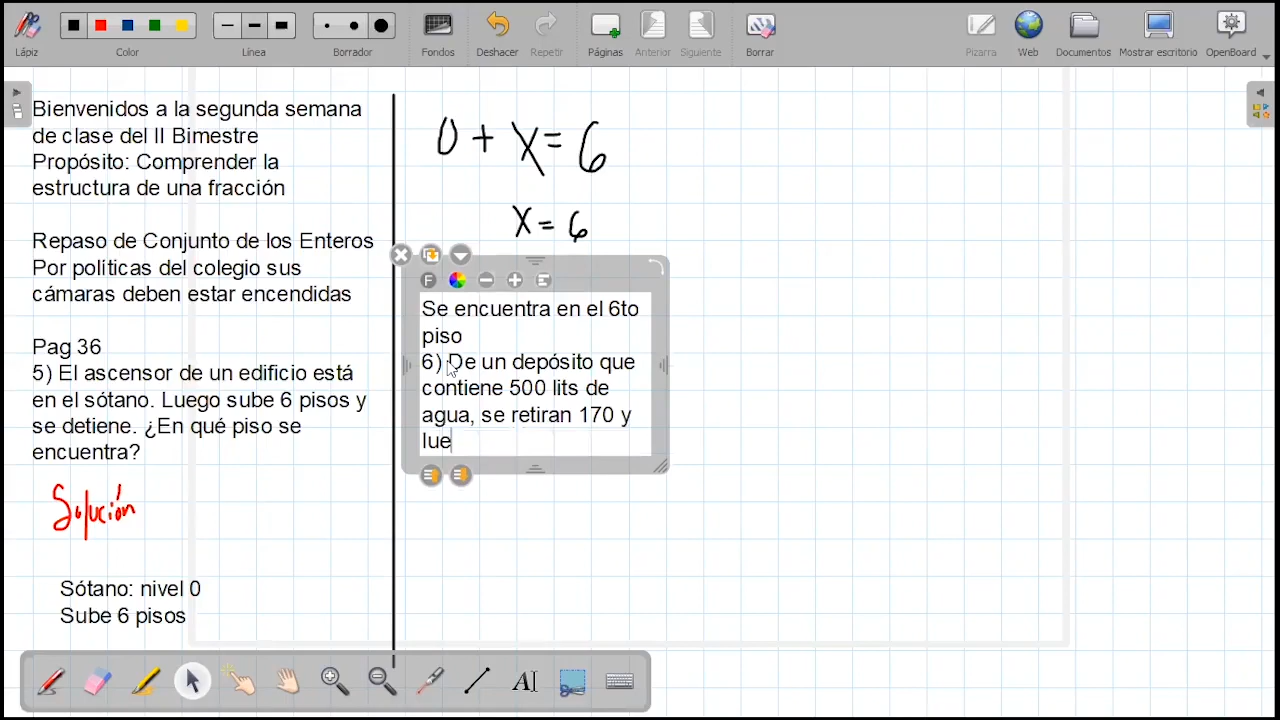 Lápiz
Color
Línea
Borrador
Fondos
Deshacer
Repetir
Páginas
Anterior
Siguiente
Borrar
Pizarra
Web
Documentos
Mostrar escritorio
OpenBoard
Bienvenidos a la segunda semana
de clase del II Bimestre
Propósito: Comprender la
estructura de una fracción
Repaso de Conjunto de los Enteros
Por politicas del colegio sus
cámaras deben estar encendidas
Pag 36
5) El ascensor de un edificio está
en el sótano. Luego sube 6 pisos y
se detiene. ¿En qué piso se
encuentra?
Solución
Sótano: nivel 0
Sube 6 pisos
0 + X = 6
X = 6
F
Se encuentra en el 6to
piso
6) De un depósito que
contiene 500 lits de
agua, se retiran 170 y
lue